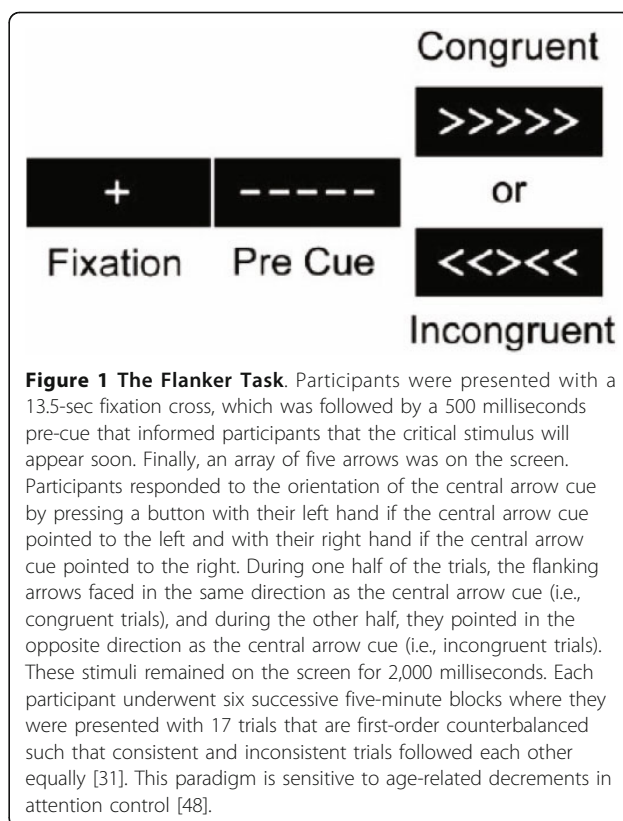 Congruent
>>>>>
+
-----
or
Fixation
Pre Cue
<<><<
Incongruent
Figure 1 The Flanker Task. Participants were presented with a
13.5-sec fixation cross, which was followed by a 500 milliseconds
pre-cue that informed participants that the critical stimulus will
appear soon. Finally, an array of five arrows was on the screen.
Participants responded to the orientation of the central arrow cue
by pressing a button with their left hand if the central arrow cue
pointed to the left and with their right hand if the central arrow
cue pointed to the right. During one half of the trials, the flanking
arrows faced in the same direction as the central arrow cue (i.e.,
congruent trials), and during the other half, they pointed in the
opposite direction as the central arrow cue (i.e., incongruent trials).
These stimuli remained on the screen for 2,000 milliseconds. Each
participant underwent six successive five-minute blocks where they
were presented with 17 trials that are first-order counterbalanced
such that consistent and inconsistent trials followed each other
equally [31]. This paradigm is sensitive to age-related decrements in
attention control [48].